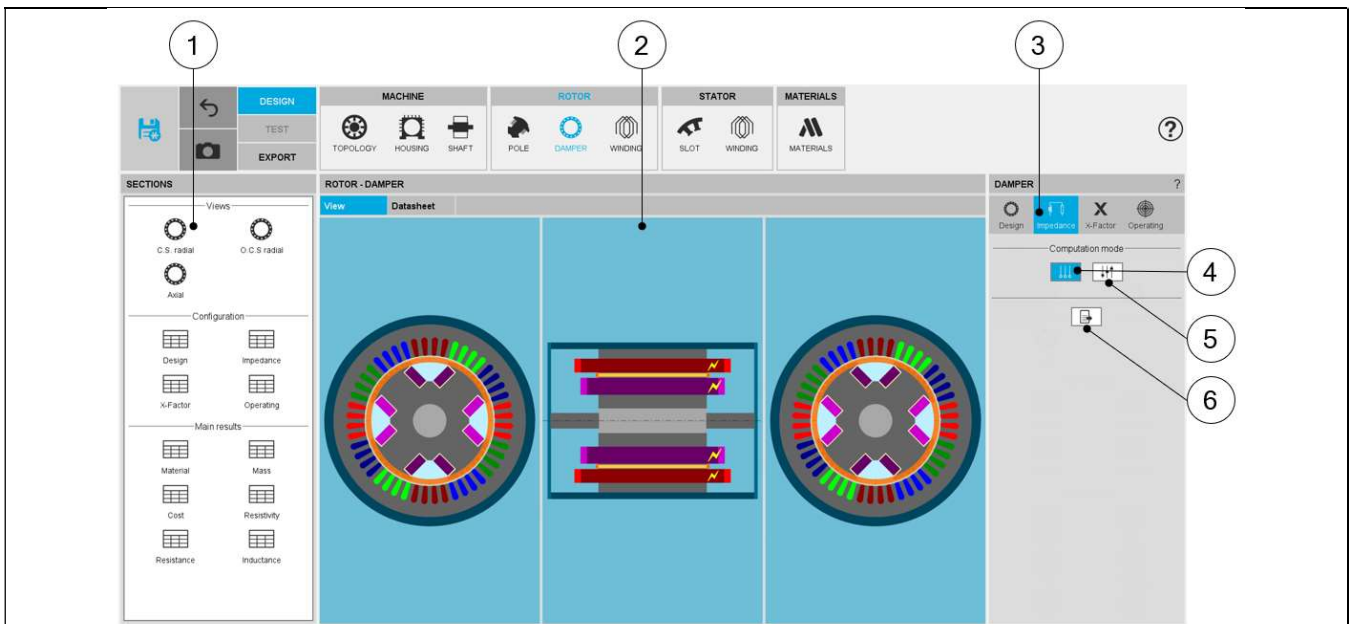 1
2
3
DESIGN
TEST
EXPORT
MACHINE
TOPOLOGY HOUSING SHAFT
ROTOR
POLE DAMPER WINDING
STATOR
SLOT WINDING
MATERIALS
MATERIALS
?
SECTIONS
Views
C.S. radial O.C.S radial
Axial
Configuration
Design Impedance
X-Factor Operating
Main results
Material Mass
Cost Resistivity
Resistance Inductance
ROTOR - DAMPER
View Datasheet
DAMPER ?
X
Design Impedance X-Factor Operating
Computation mode
4
5
6